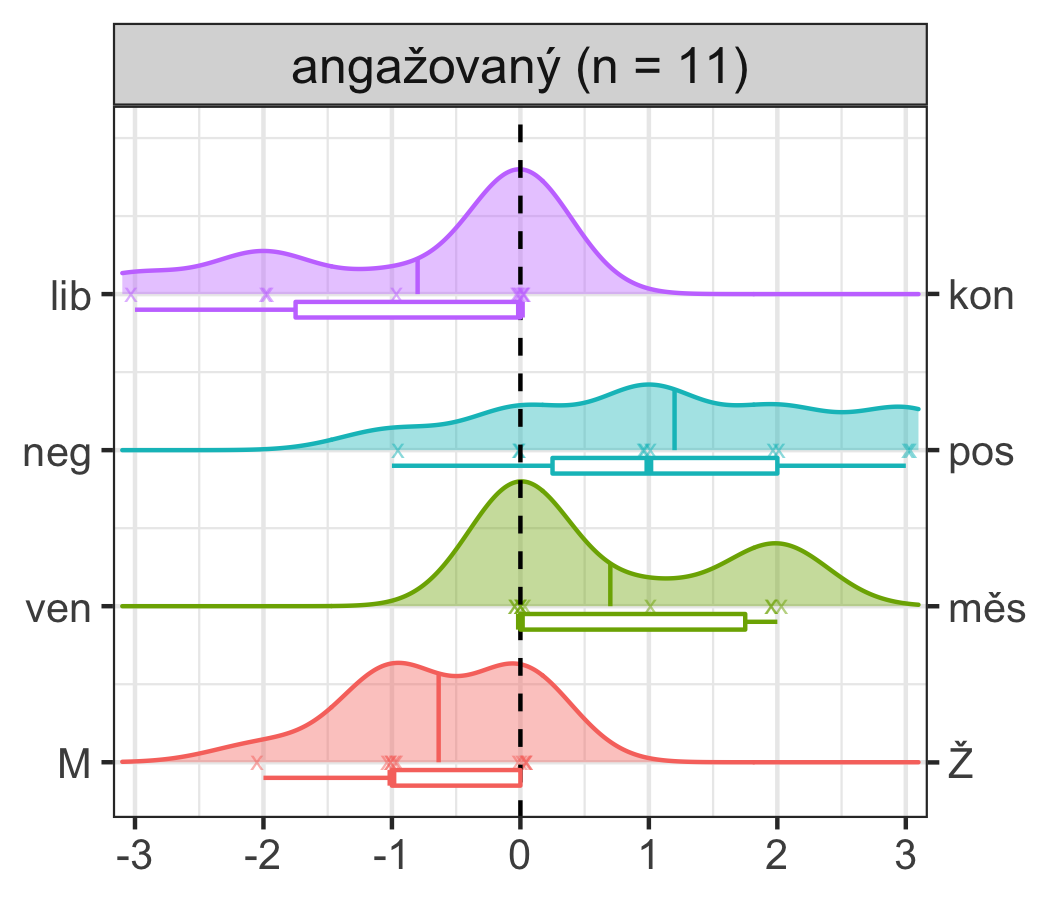 angažovaný (n = 11)
lib kon
neg pos
ven měs
M Ž
-3 -2 -1 0 1 2 3